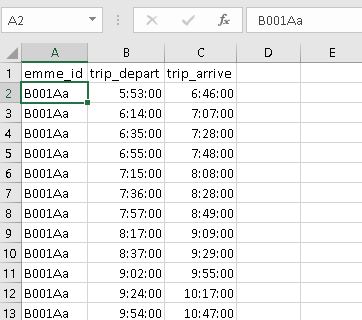 A2 B001Aa
A B C D E
1 emme_id trip_depart trip_arrive
2 B001Aa 5:53:00 6:46:00
3 B001Aa 6:14:00 7:07:00
4 B001Aa 6:35:00 7:28:00
5 B001Aa 6:55:00 7:48:00
6 B001Aa 7:15:00 8:08:00
7 B001Aa 7:36:00 8:28:00
8 B001Aa 7:57:00 8:49:00
9 B001Aa 8:17:00 9:09:00
10 B001Aa 8:37:00 9:29:00
11 B001Aa 9:02:00 9:55:00
12 B001Aa 9:24:00 10:17:00
13 B001Aa 9:54:00 10:47:00